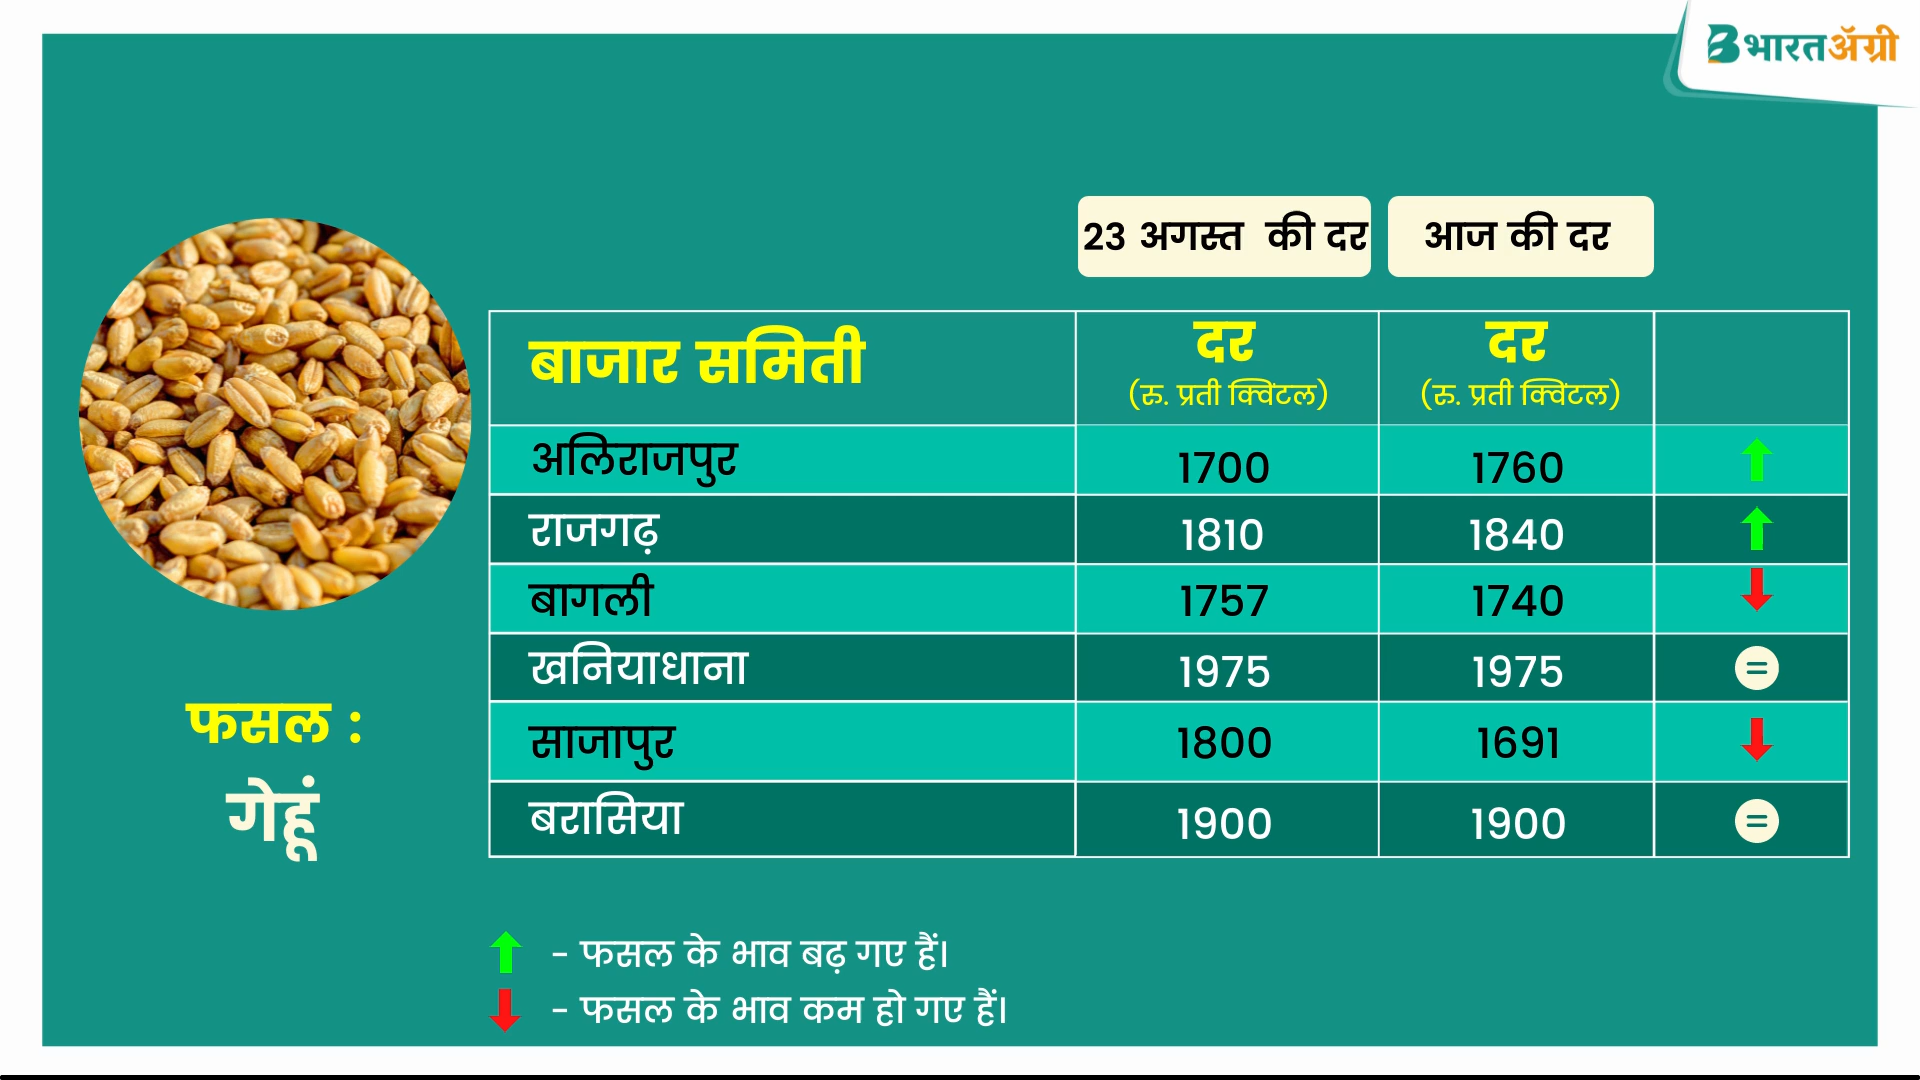 भारतॲग्री
23 अगस्त की दर आज की दर
बाजार समिती दर दर
(रु. प्रती क्विंटल) (रु. प्रती क्विंटल)
अलिराजपुर 1700 1760
राजगढ़ 1810 1840
बागली 1757 1740
खनियाधाना 1975 1975 =
साजापुर 1800 1691
बरासिया 1900 1900 =
फसल :
गेहूं
- फसल के भाव बढ़ गए हैं।
- फसल के भाव कम हो गए हैं।